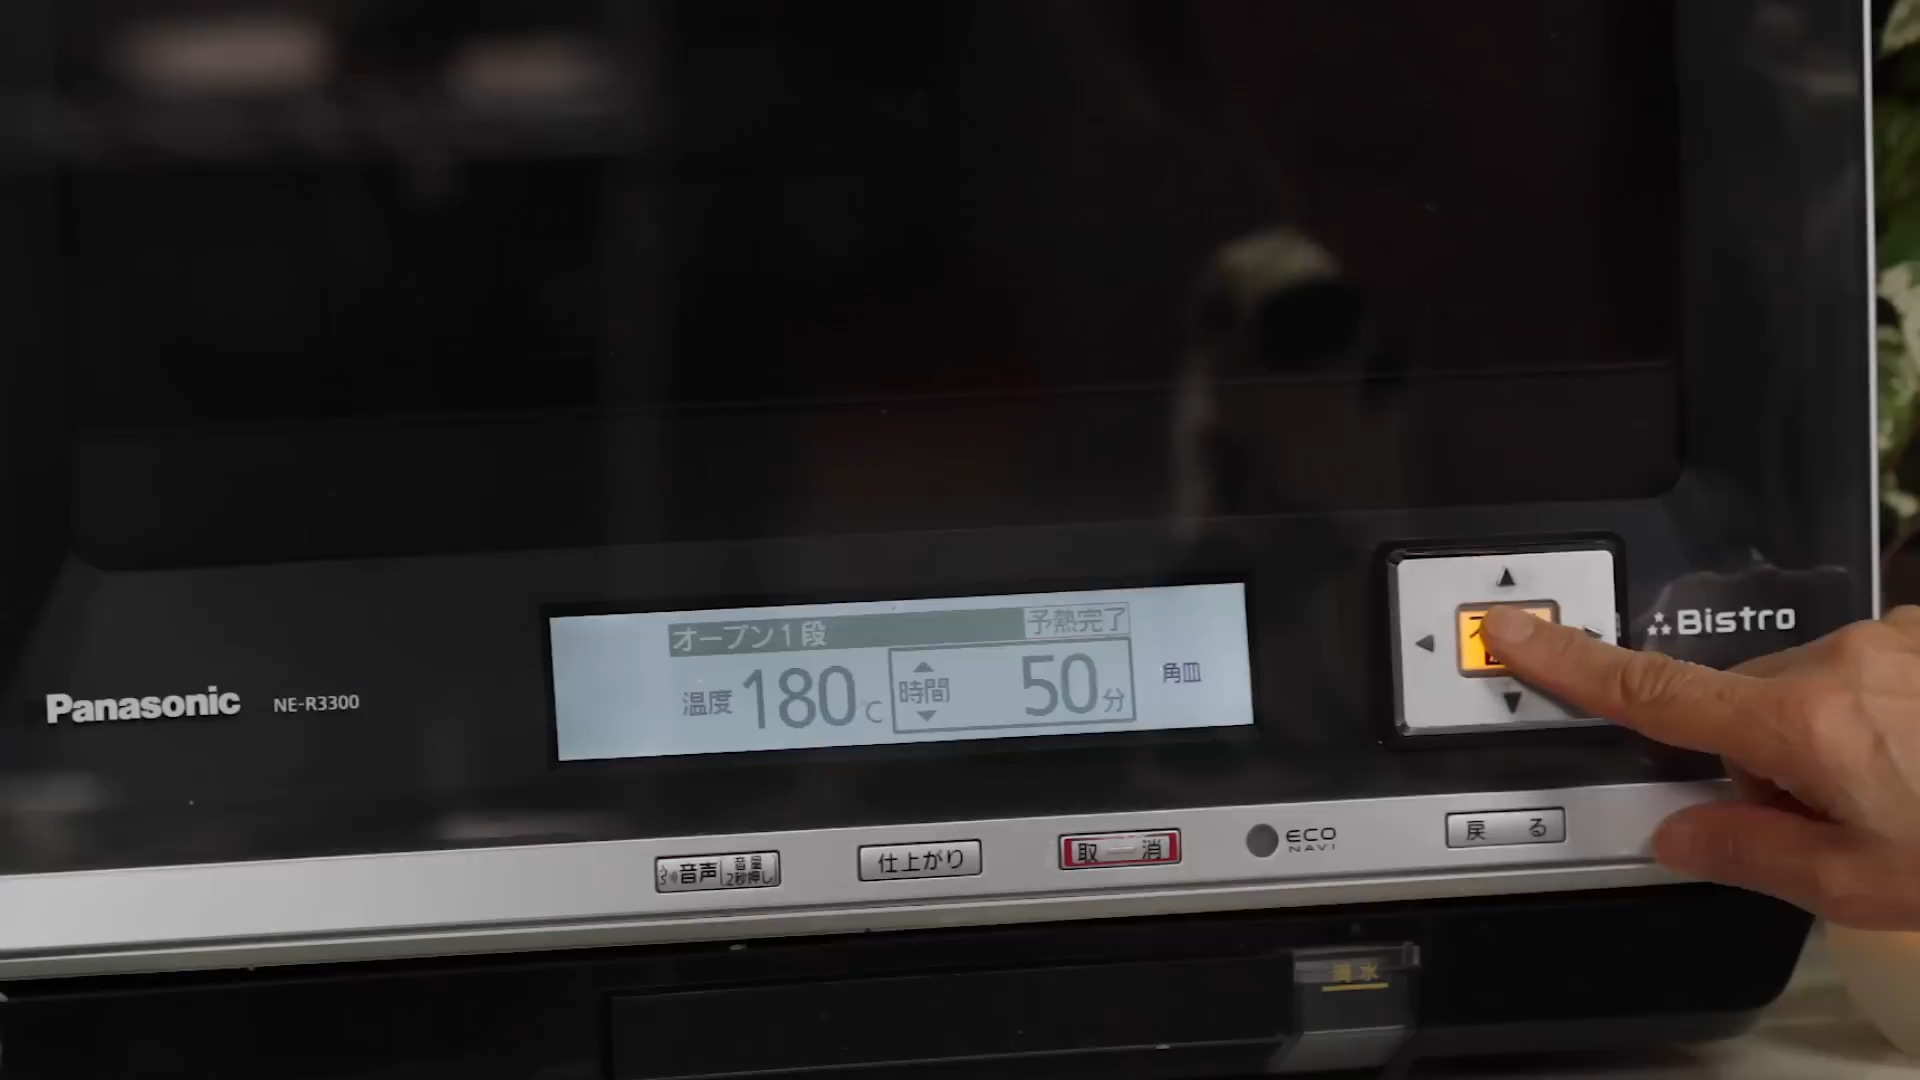 オーブン1段 予熱完了
温度 180℃ 時間 50分 角皿
Panasonic NE-R3300
Bistro
音声 音量 2秒押し 仕上がり 取消 ECO NAVI 戻る